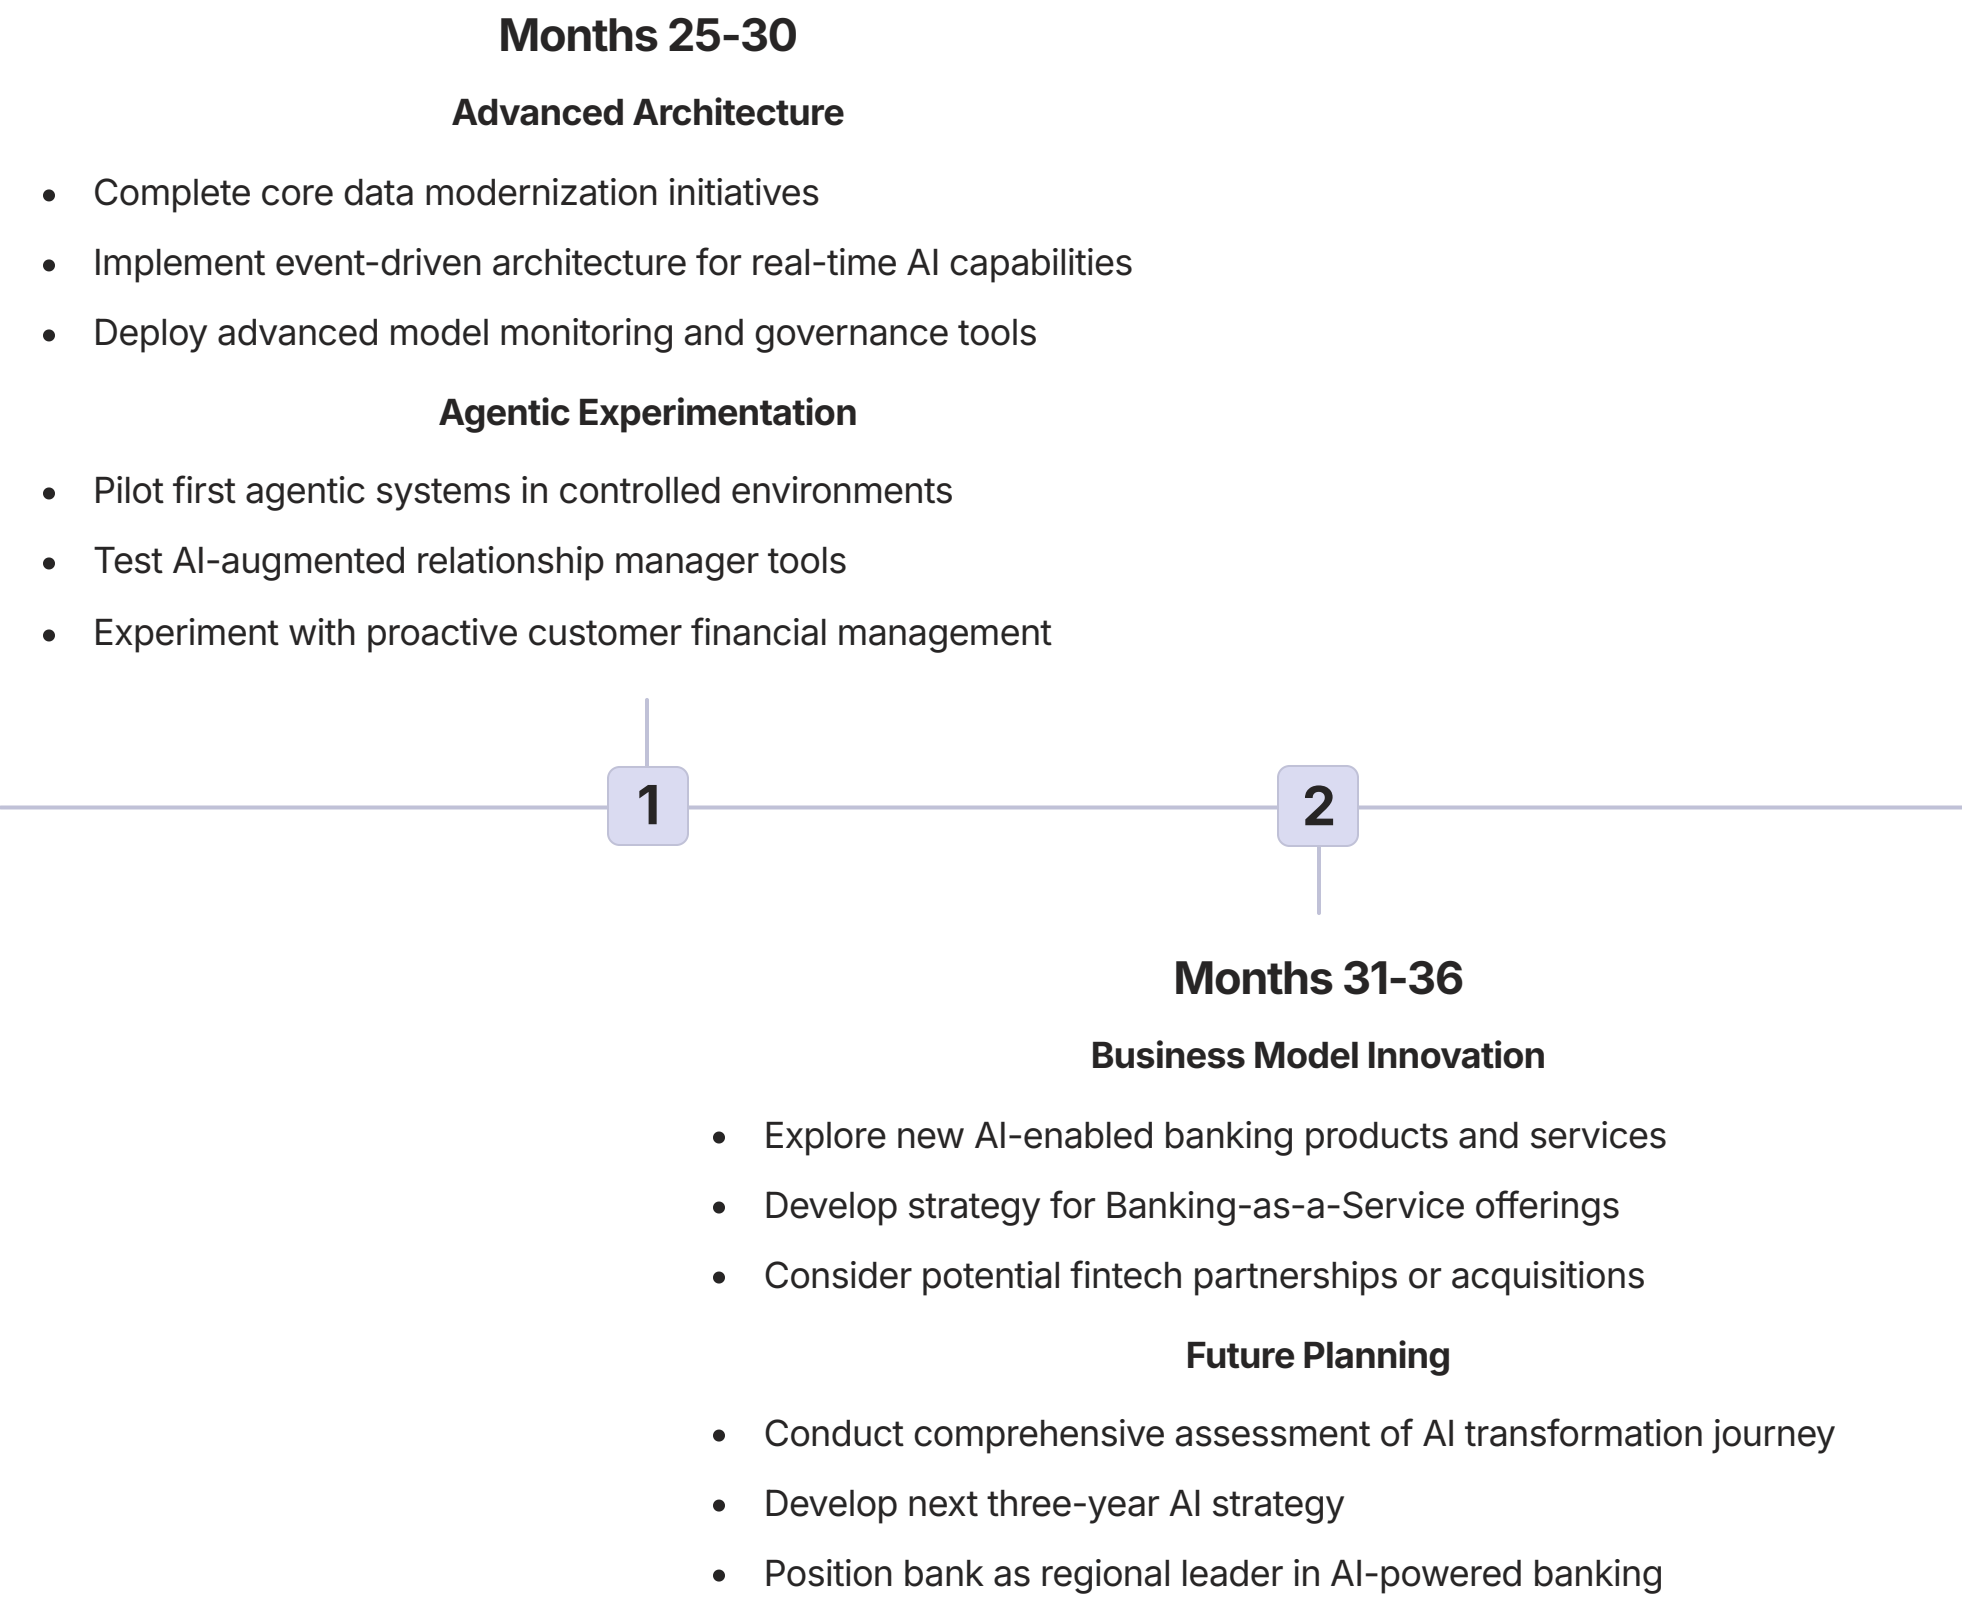 Months 25-30
Advanced Architecture
• Complete core data modernization initiatives
• Implement event-driven architecture for real-time AI capabilities
• Deploy advanced model monitoring and governance tools
Agentic Experimentation
• Pilot first agentic systems in controlled environments
• Test AI-augmented relationship manager tools
• Experiment with proactive customer financial management
1
2
Months 31-36
Business Model Innovation
• Explore new AI-enabled banking products and services
• Develop strategy for Banking-as-a-Service offerings
• Consider potential fintech partnerships or acquisitions
Future Planning
• Conduct comprehensive assessment of AI transformation journey
• Develop next three-year AI strategy
• Position bank as regional leader in AI-powered banking